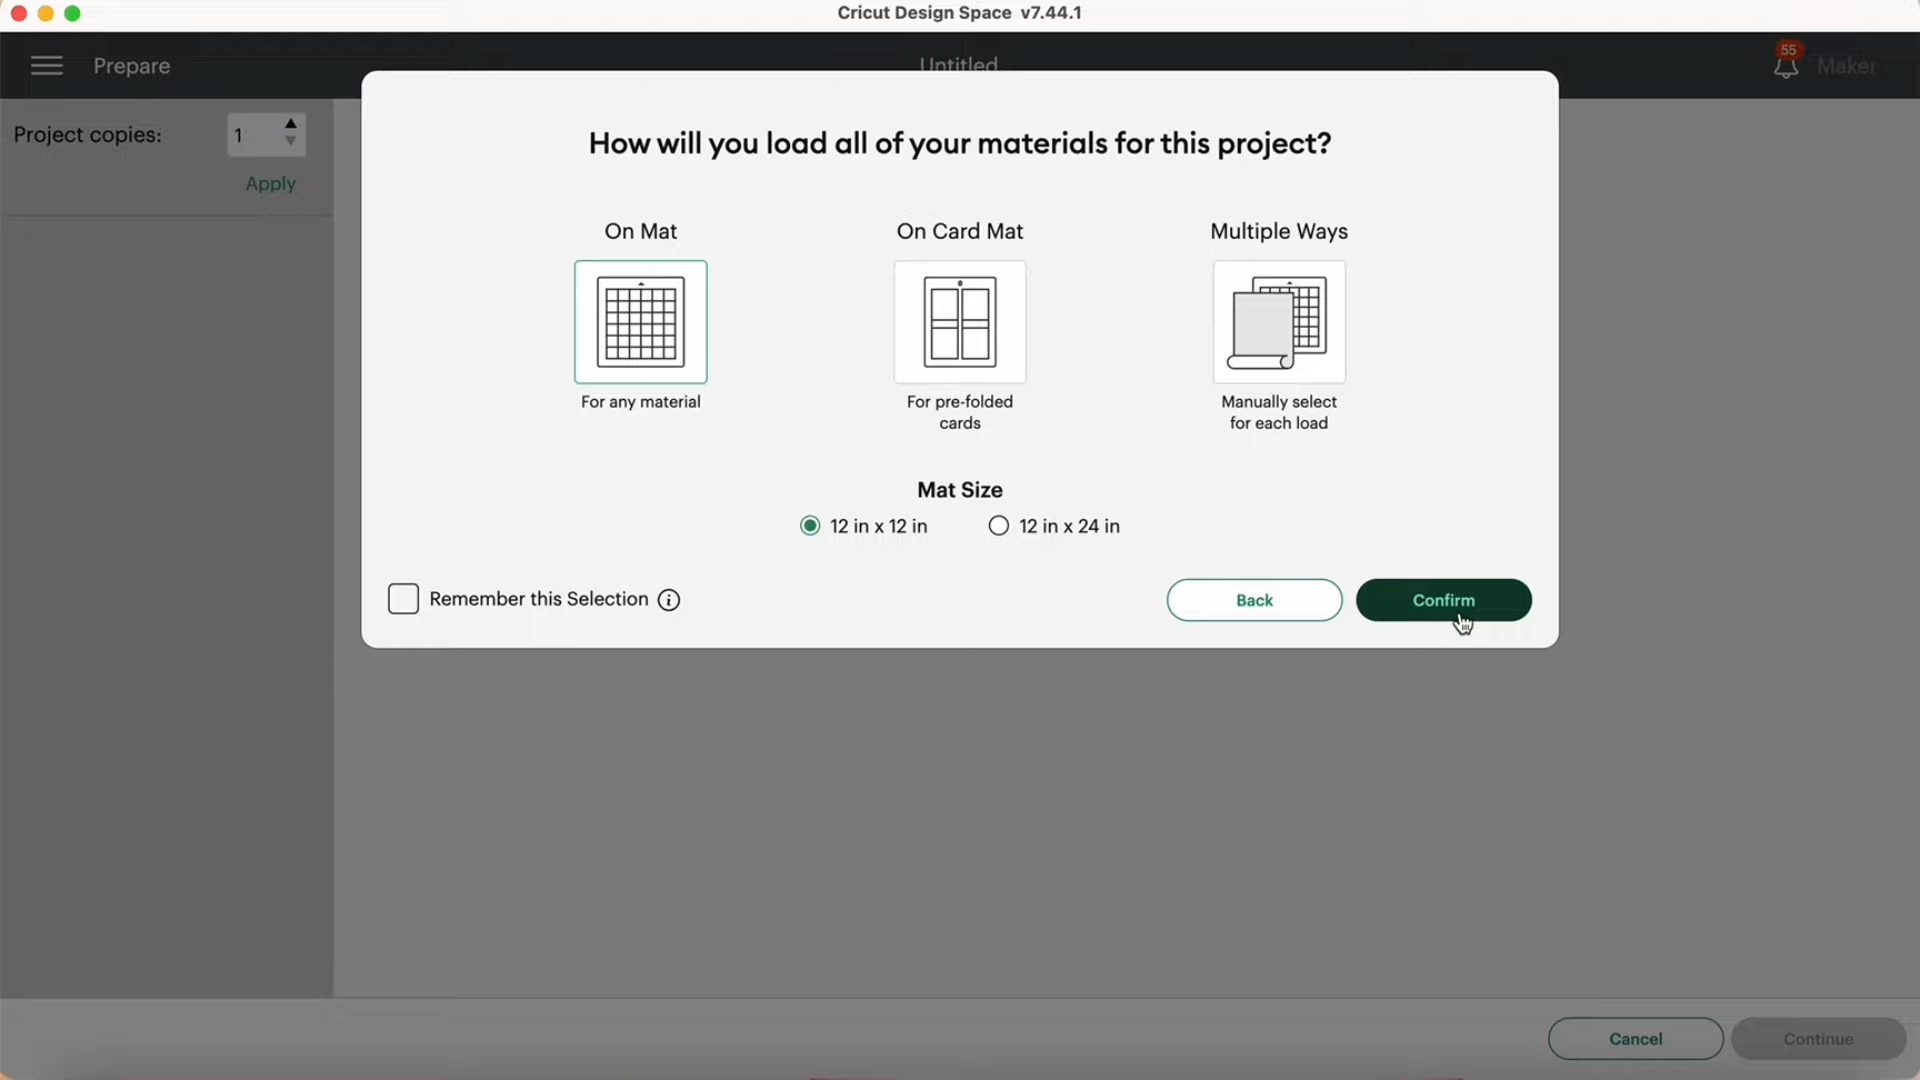 Cricut Design Space v7.44.1
Prepare
Untitled
55
Maker
Project copies:
1
Apply
How will you load all of your materials for this project?
On Mat
For any material
On Card Mat
For pre-folded
cards
Multiple Ways
Manually select
for each load
Mat Size
12 in x 12 in
12 in x 24 in
Remember this Selection
Back
Confirm
Cancel
Continue